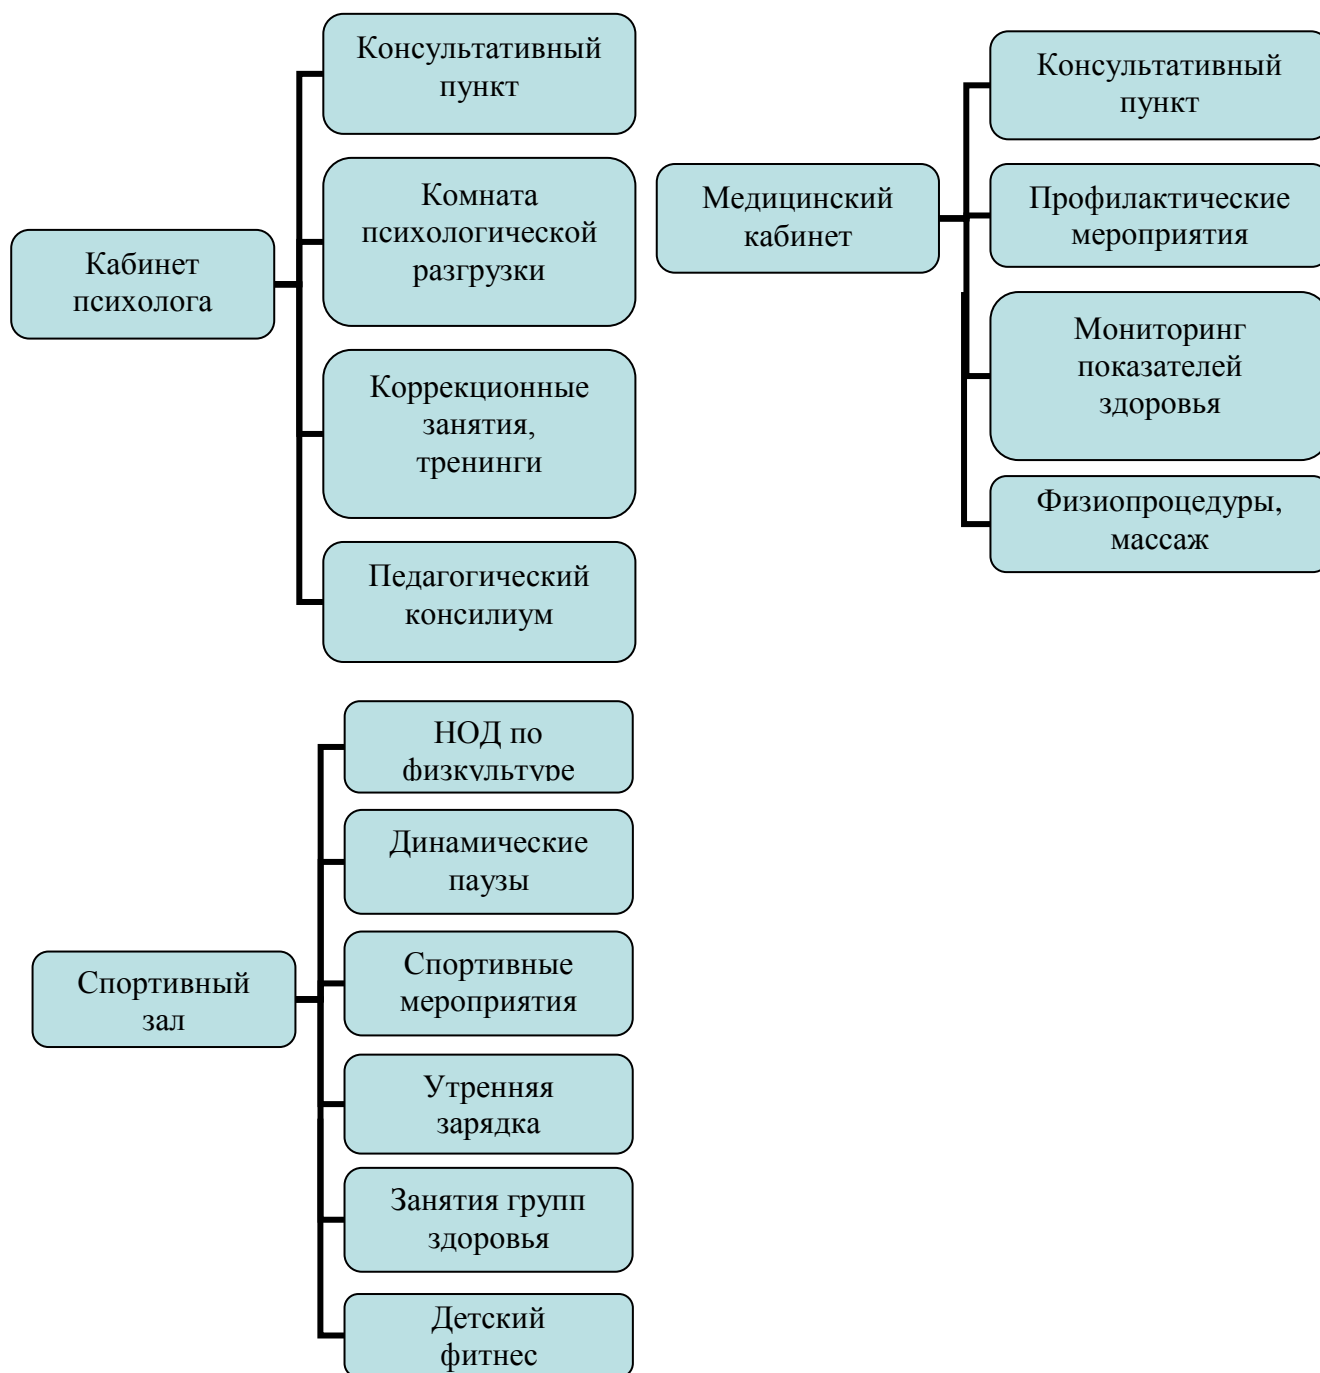 Кабинет
психолога
Консультативный
пункт
Комната
психологической
разгрузки
Коррекционные
занятия,
тренинги
Педагогический
консилиум
Медицинский
кабинет
Консультативный
пункт
Профилактические
мероприятия
Мониторинг
показателей
здоровья
Физиопроцедуры,
массаж
Спортивный
зал
НОД по
физкультуре
Динамические
паузы
Спортивные
мероприятия
Утренняя
зарядка
Занятия групп
здоровья
Детский
фитнес